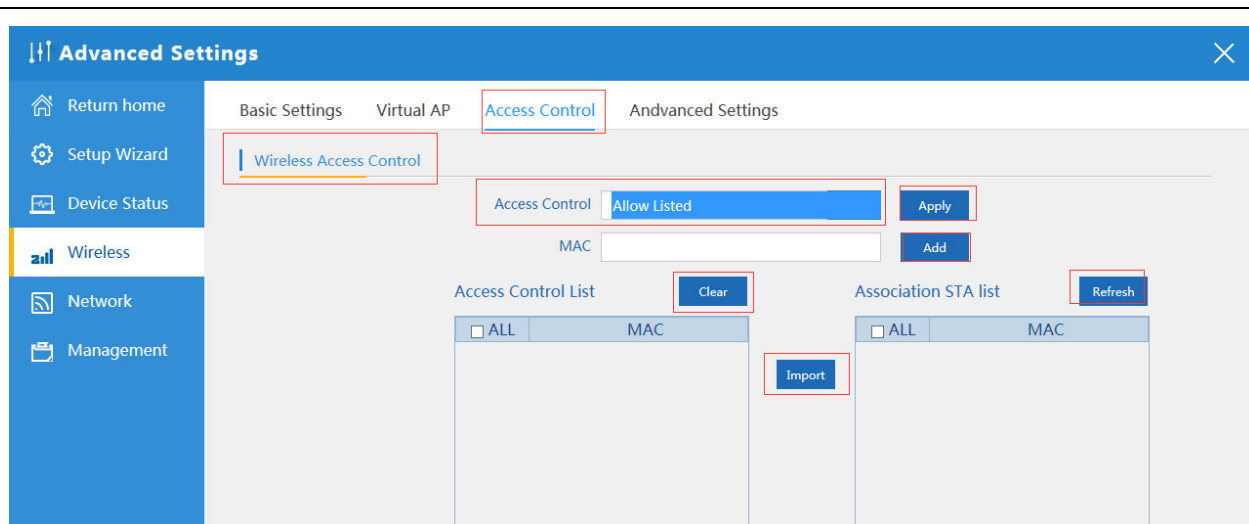 Advanced Settings
Return home
Basic Settings Virtual AP Access Control Andvanced Settings
Setup Wizard
Wireless Access Control
Device Status
Access Control Allow Listed Apply
Wireless
MAC Add
Network
Access Control List Clear Association STA list Refresh
ALL MAC ALL MAC
Management
Import